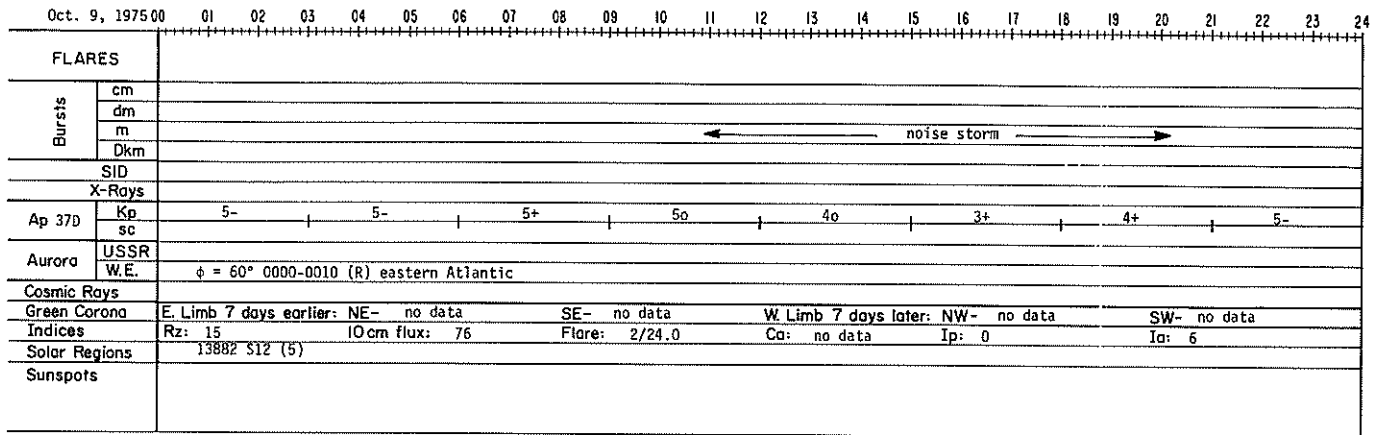 Oct. 9, 1975 00 01 02 03 04 05 06 07 08 09 10 11 12 13 14 15 16 17 18 19 20 21 22 23 24
FLARES
Bursts
cm
dm
m noise storm
Dkm
SID
X-Rays
Ap 37D
Kp 5- 5- 5+ 5o 4o 3+ 4+ 5-
sc
Aurora
USSR
W.E. φ = 60° 0000-0010 (R) eastern Atlantic
Cosmic Rays
Green Corona E. Limb 7 days earlier: NE- no data SE- no data W. Limb 7 days later: NW- no data SW- no data
Indices Rz: 15 10cm flux: 76 Flare: 2/24.0 Ca: no data Ip: 0 Ia: 6
Solar Regions 13882 S12 (5)
Sunspots